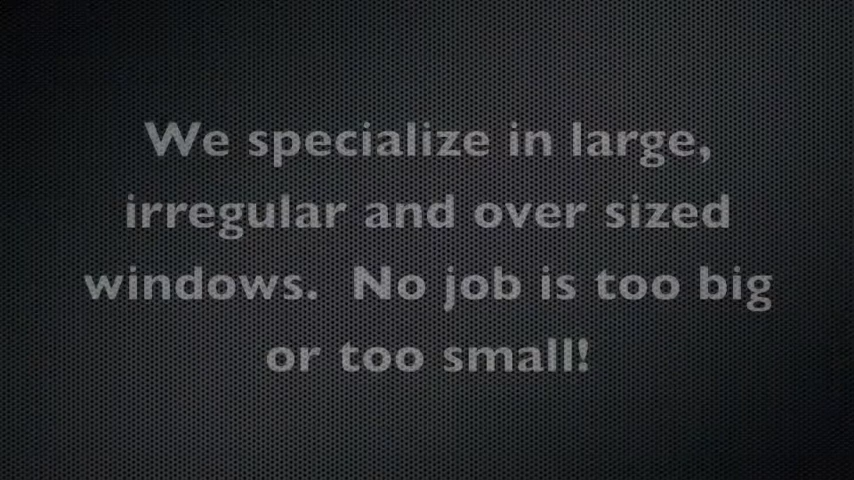 We specialize in large,
irregular and over sized
windows.  No job is too big
or too small!